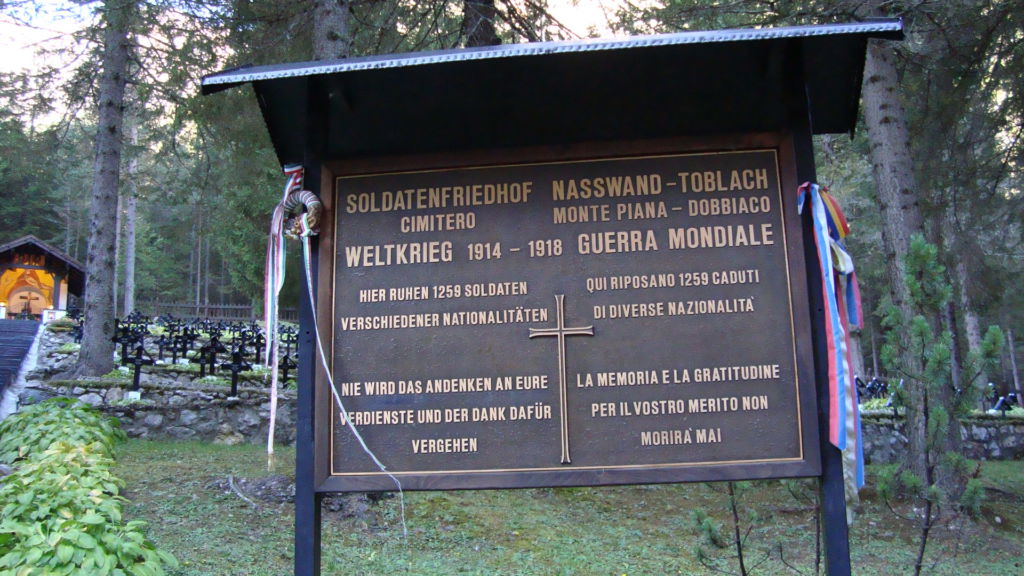 SOLDATENFRIEDHOF NASSWAND - TOBLACH
CIMITERO MONTE PIANA - DOBBIACO
WELTKRIEG 1914 - 1918 GUERRA MONDIALE
HIER RUHEN 1259 SOLDATEN
VERSCHIEDENER NATIONALITÄTEN
QUI RIPOSANO 1259 CADUTI
DI DIVERSE NAZIONALITÀ
NIE WIRD DAS ANDENKEN AN EURE
VERDIENSTE UND DER DANK DAFÜR
VERGEHEN
LA MEMORIA E LA GRATITUDINE
PER IL VOSTRO MERITO NON
MORIRÀ MAI